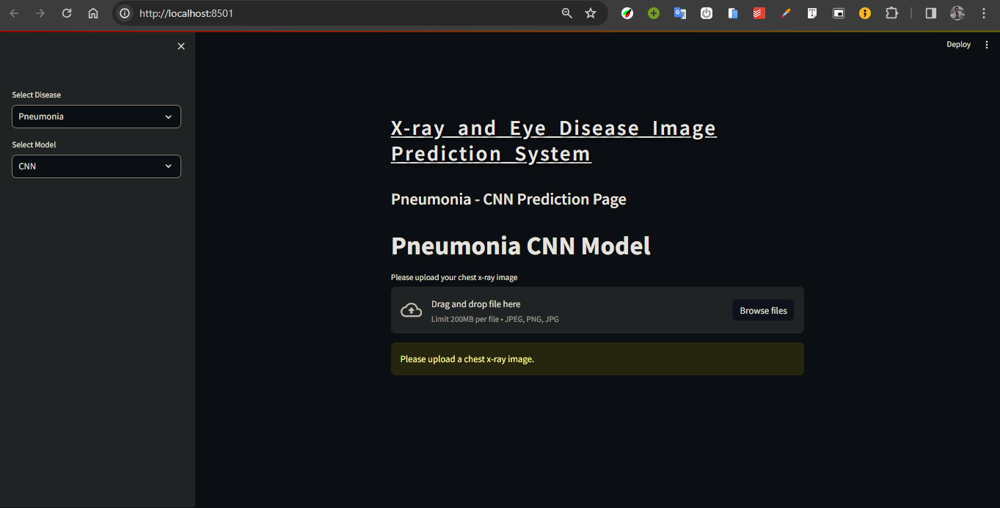 http://localhost:8501
Deploy
Select Disease
Pneumonia
Select Model
CNN
X-ray and Eye Disease Image
Prediction System
Pneumonia - CNN Prediction Page
Pneumonia CNN Model
Please upload your chest x-ray image
Drag and drop file here
Limit 200MB per file • JPEG, PNG, JPG
Browse files
Please upload a chest x-ray image.